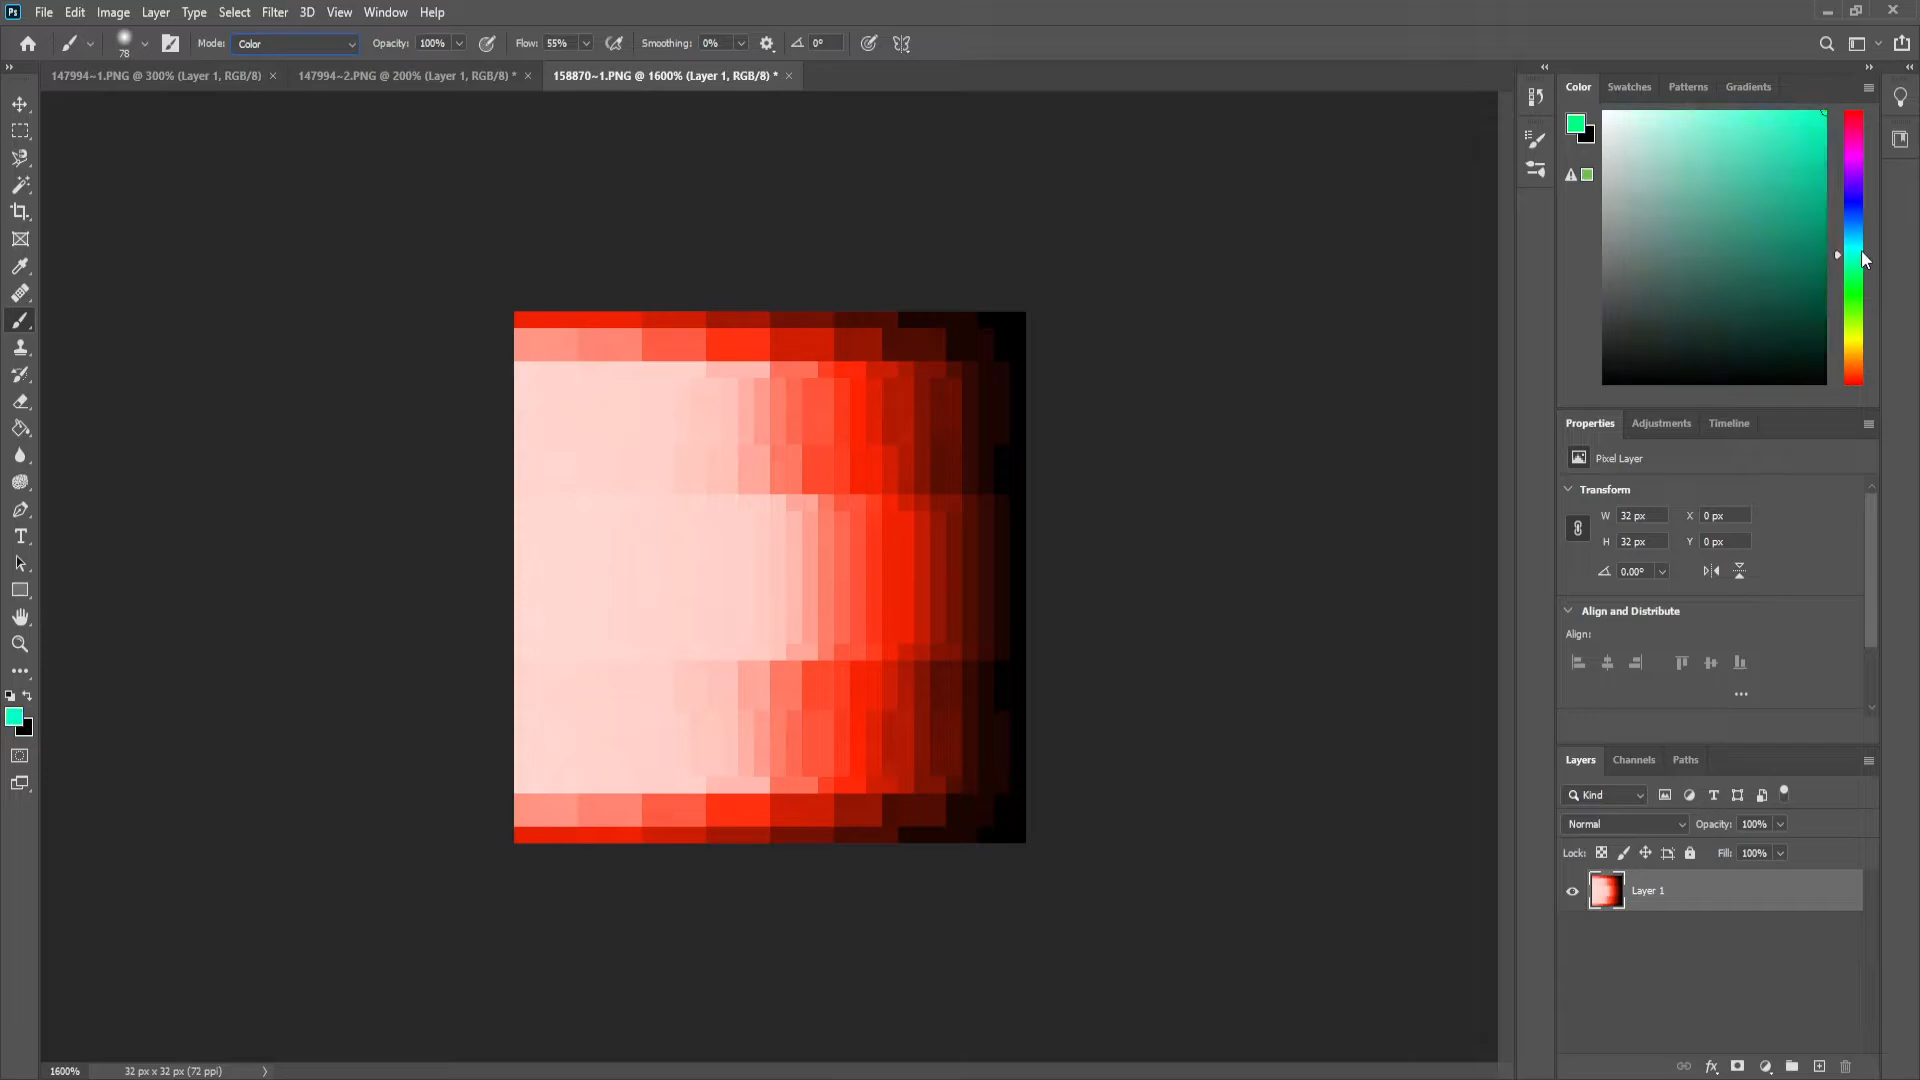 Ps File Edit Image Layer Type Select Filter 3D View Window Help
78 Mode: Color Opacity: 100% Flow: 55% Smoothing: 0% 0°
147994~1.PNG @ 300% (Layer 1, RGB/8) × 147994~2.PNG @ 200% (Layer 1, RGB/8) * × 158870~1.PNG @ 1600% (Layer 1, RGB/8) * ×
Color Swatches Patterns Gradients
Properties Adjustments Timeline
Pixel Layer
Transform
W 32 px X 0 px
H 32 px Y 0 px
0.00°
Align and Distribute
Align:
Layers Channels Paths
Kind
Normal Opacity: 100%
Lock: Fill: 100%
Layer 1
1600% 32 px x 32 px (72 ppi)